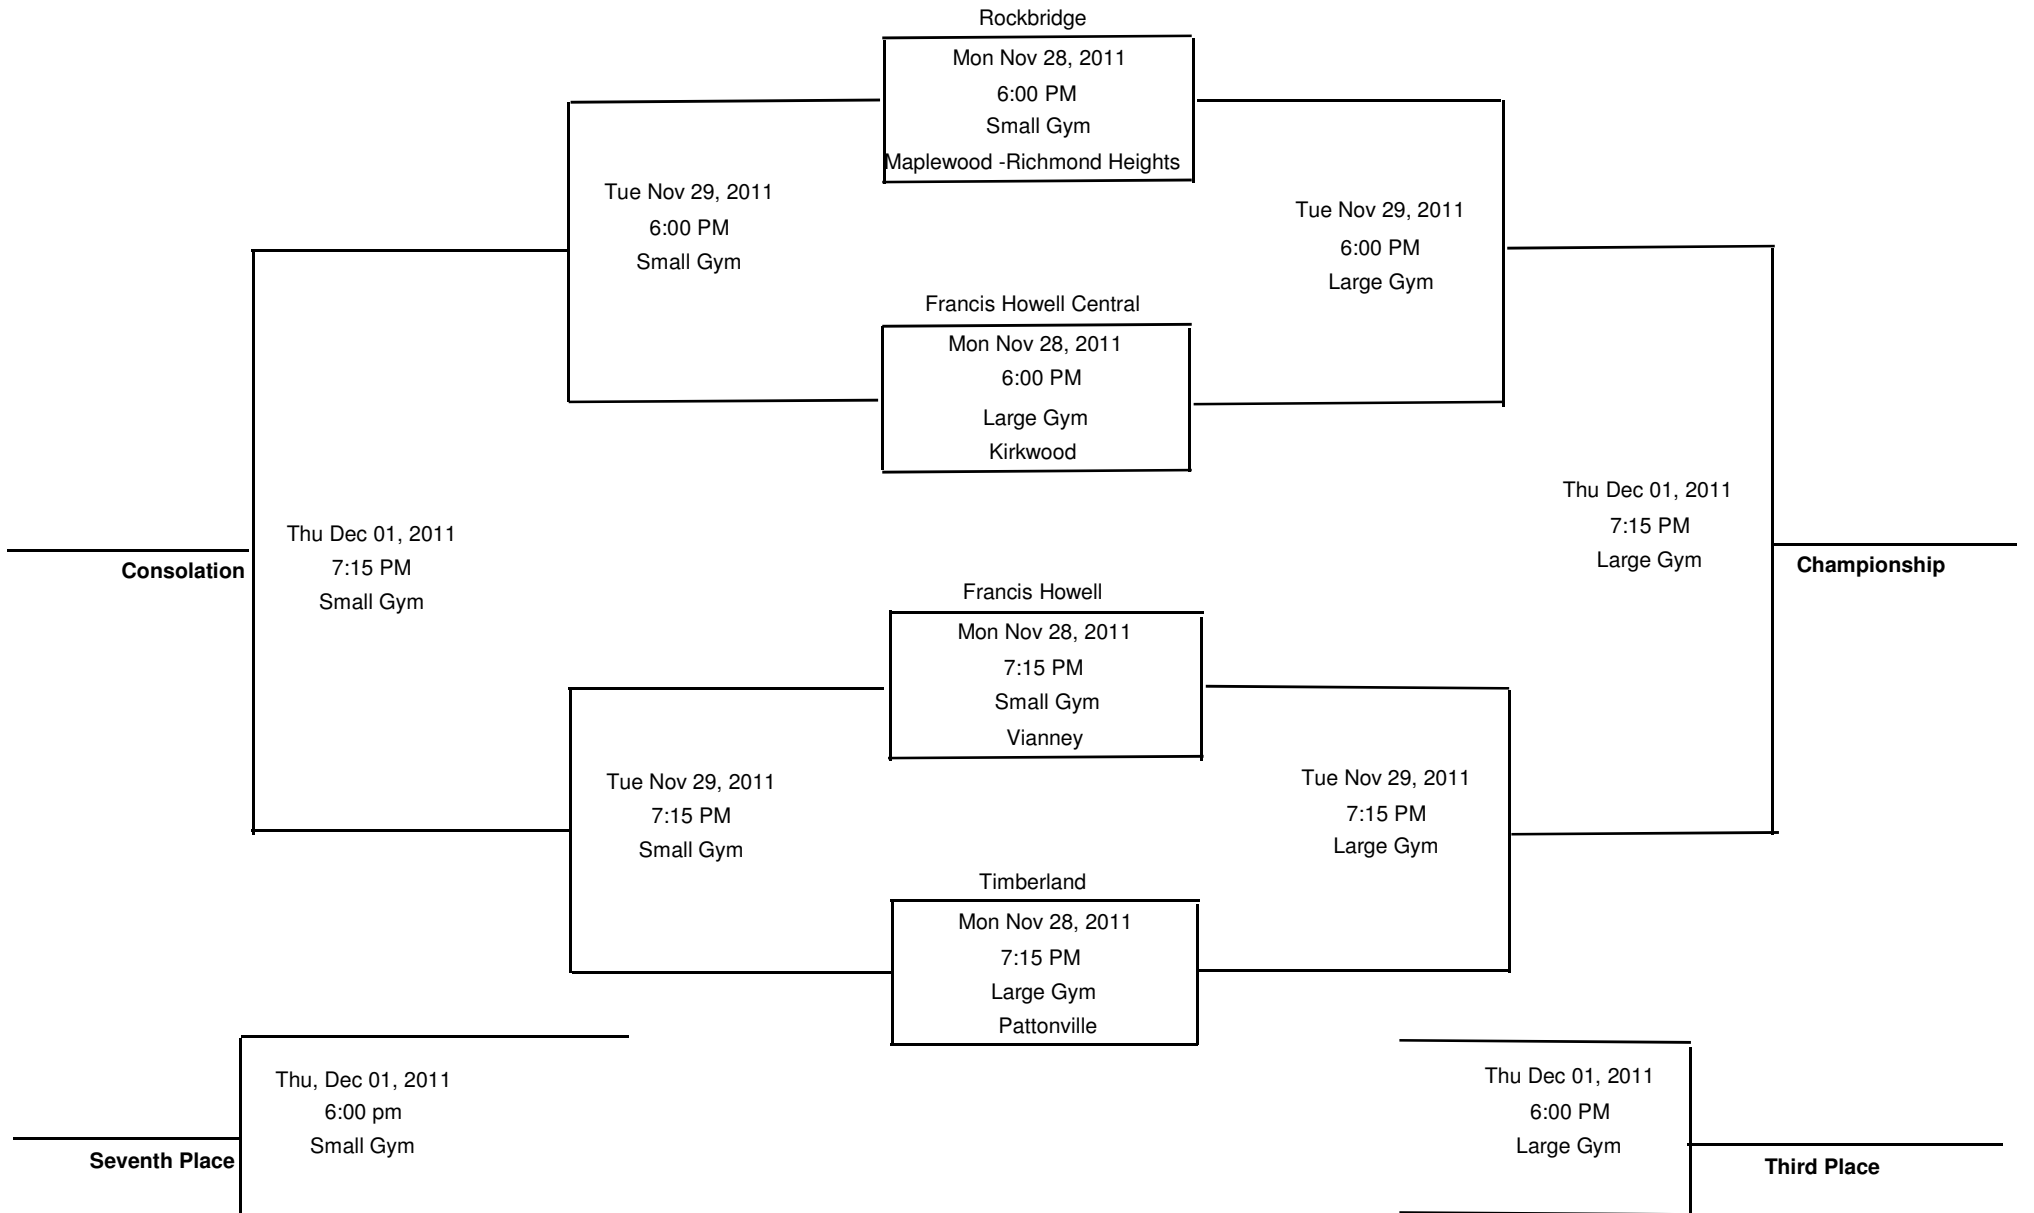 Rockbridge
Mon Nov 28, 2011
6:00 PM
Small Gym
Maplewood -Richmond Heights
Tue Nov 29, 2011
6:00 PM
Small Gym
Tue Nov 29, 2011
6:00 PM
Large Gym
Francis Howell Central
Mon Nov 28, 2011
6:00 PM
Large Gym
Kirkwood
Thu Dec 01, 2011
7:15 PM
Small Gym
Consolation
Thu Dec 01, 2011
7:15 PM
Large Gym
Championship
Francis Howell
Mon Nov 28, 2011
7:15 PM
Small Gym
Vianney
Tue Nov 29, 2011
7:15 PM
Small Gym
Tue Nov 29, 2011
7:15 PM
Large Gym
Timberland
Mon Nov 28, 2011
7:15 PM
Large Gym
Pattonville
Thu, Dec 01, 2011
6:00 pm
Small Gym
Seventh Place
Thu Dec 01, 2011
6:00 PM
Large Gym
Third Place